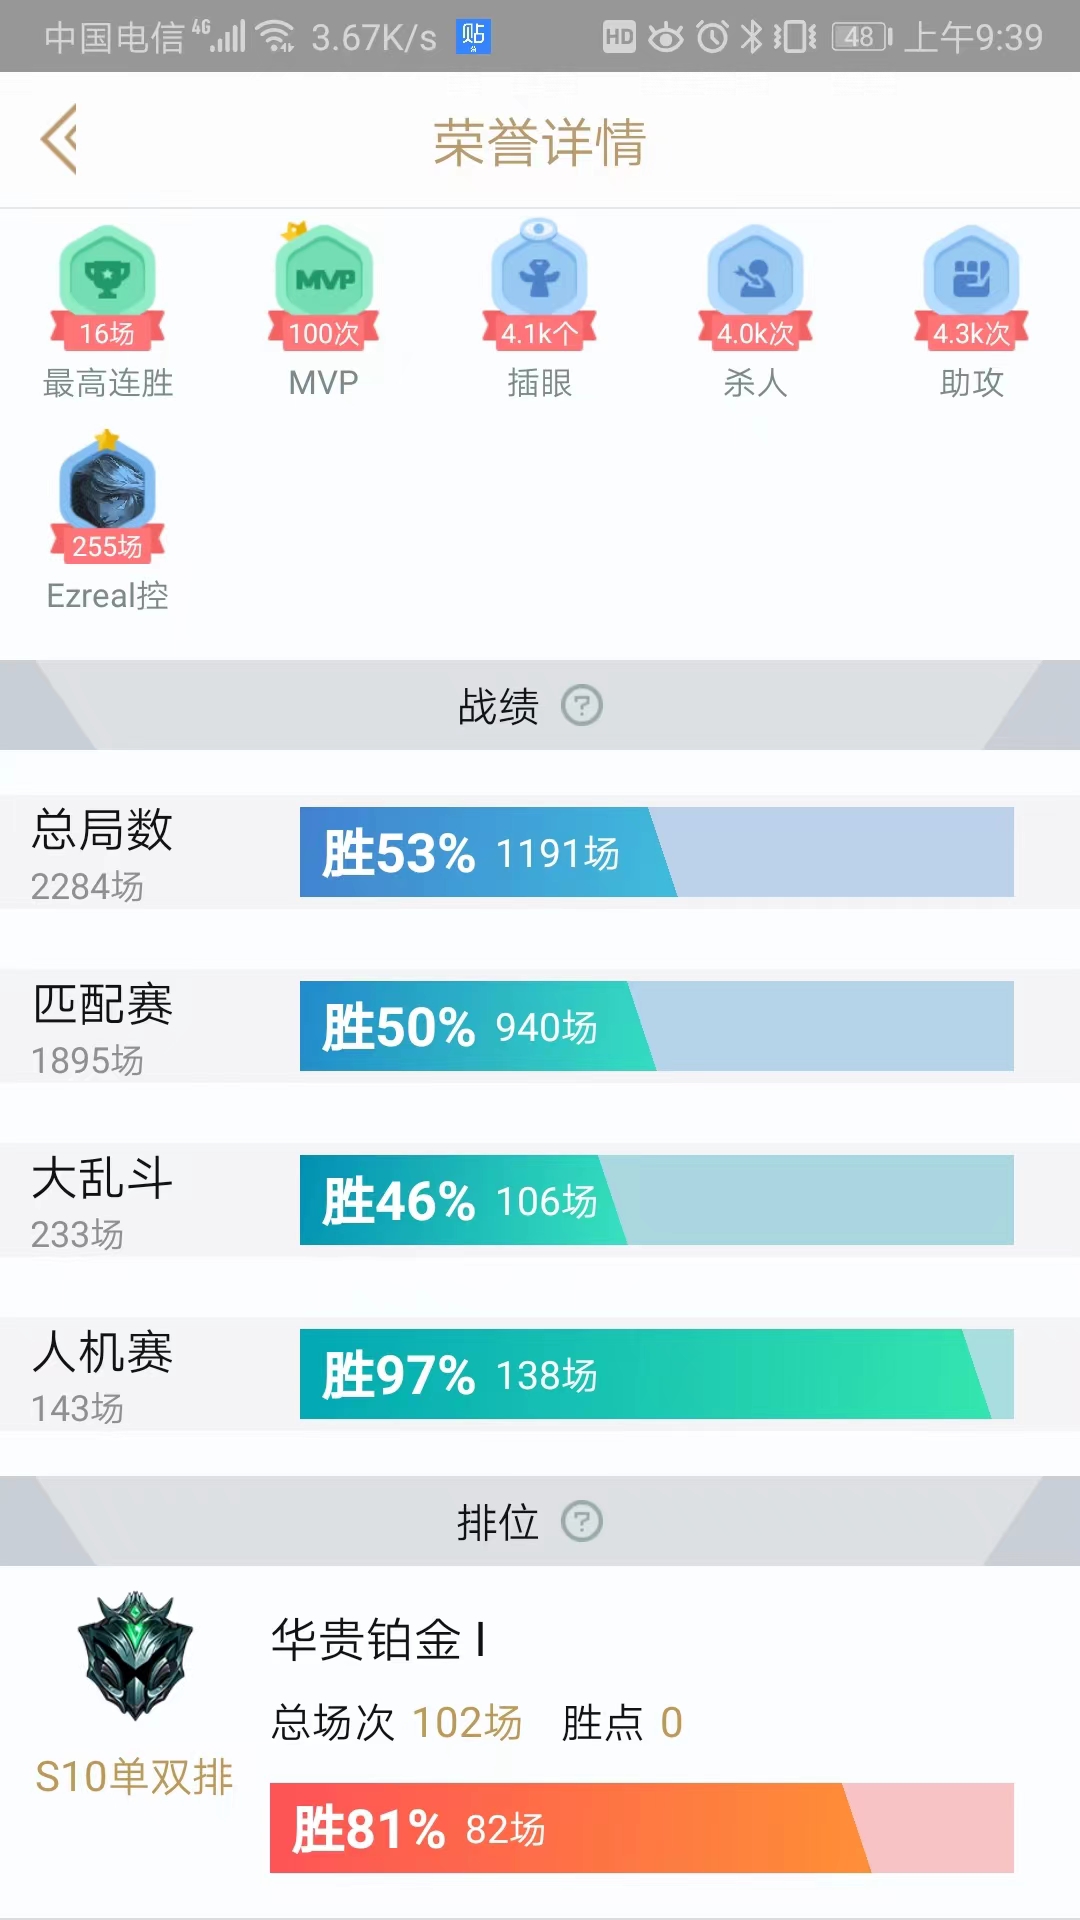 中国电信 4G 3.67K/s 贴 HD 48 上午9:39
荣誉详情
16场 100次 4.1k个 4.0k次 4.3k次
最高连胜 MVP 插眼 杀人 助攻
MVP
255场
Ezreal控
战绩 ?
总局数
2284场
胜53% 1191场
匹配赛
1895场
胜50% 940场
大乱斗
233场
胜46% 106场
人机赛
143场
胜97% 138场
排位 ?
华贵铂金 I
总场次 102场 胜点 0
S10单双排
胜81% 82场